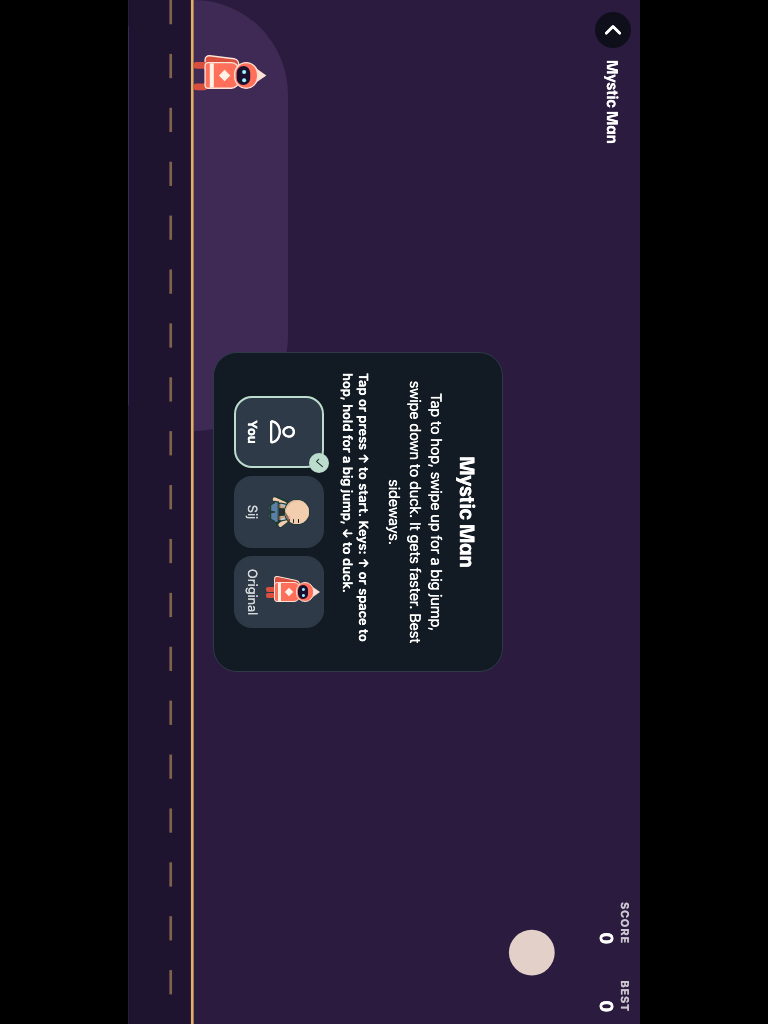 Mystic Man
SCORE
0
BEST
0
Mystic Man
Tap to hop, swipe up for a big jump,
swipe down to duck. It gets faster. Best
sideways.
Tap or press ↑ to start. Keys: ↑ or space to
hop, hold for a big jump, ↓ to duck.
You
Sij
Original